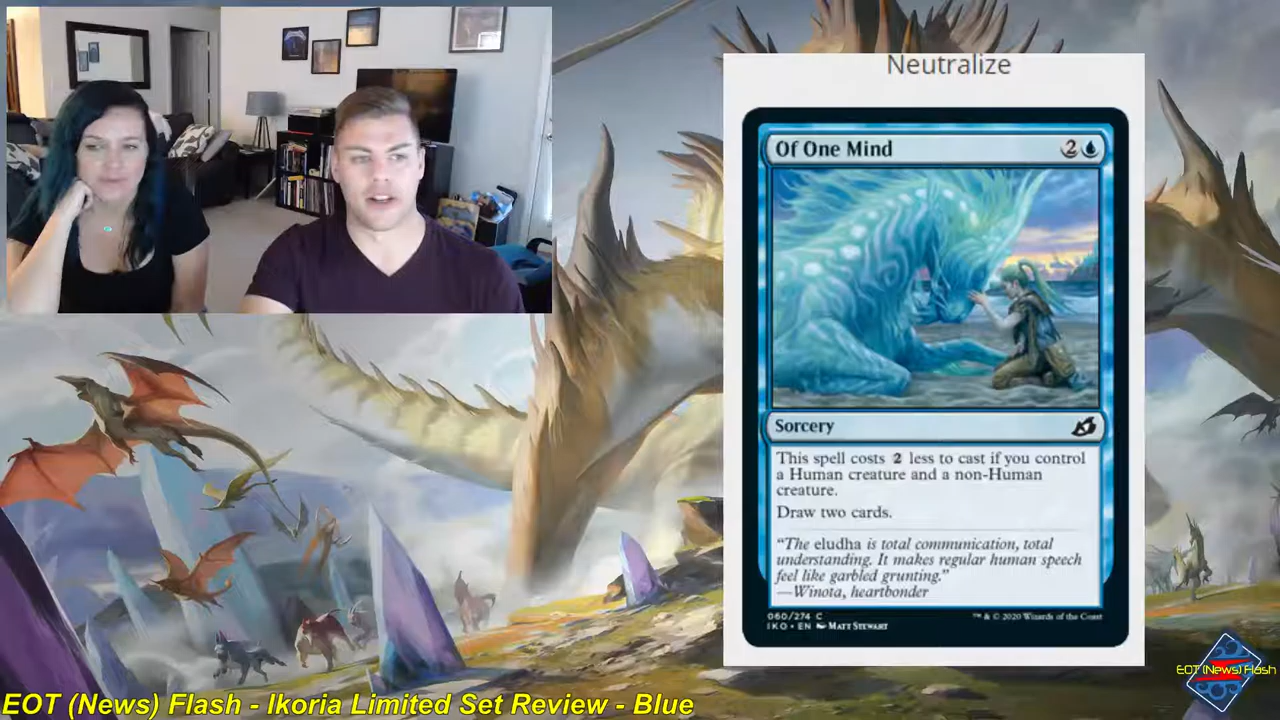 Neutralize
Of One Mind 2
Sorcery
This spell costs 2 less to cast if you control
a Human creature and a non-Human
creature.
Draw two cards.
“The eludha is total communication, total
understanding. It makes regular human speech
feel like garbled grunting.”
—Winota, heartbonder
060/274 C
IKO • EN MATT STEWART
™ & © 2020 Wizards of the Coast
EOT (News) Flash
EOT (News) Flash - Ikoria Limited Set Review - Blue